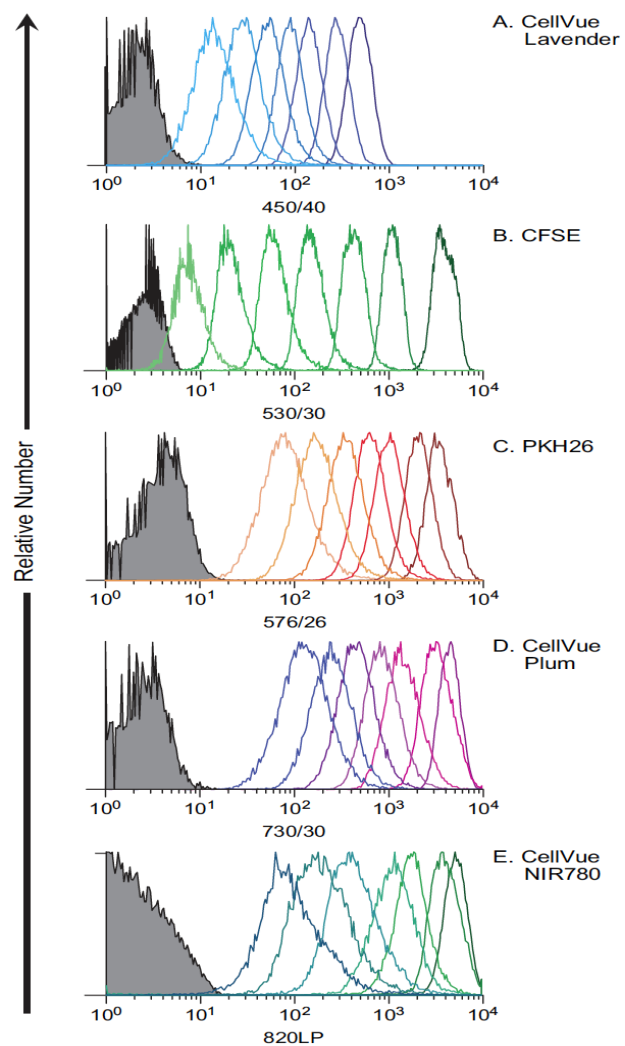 Relative Number
A. CellVue
Lavender
10⁰ 10¹ 10² 10³ 10⁴
450/40
B. CFSE
10⁰ 10¹ 10² 10³ 10⁴
530/30
C. PKH26
10⁰ 10¹ 10² 10³ 10⁴
576/26
D. CellVue
Plum
10⁰ 10¹ 10² 10³ 10⁴
730/30
E. CellVue
NIR780
10⁰ 10¹ 10² 10³ 10⁴
820LP